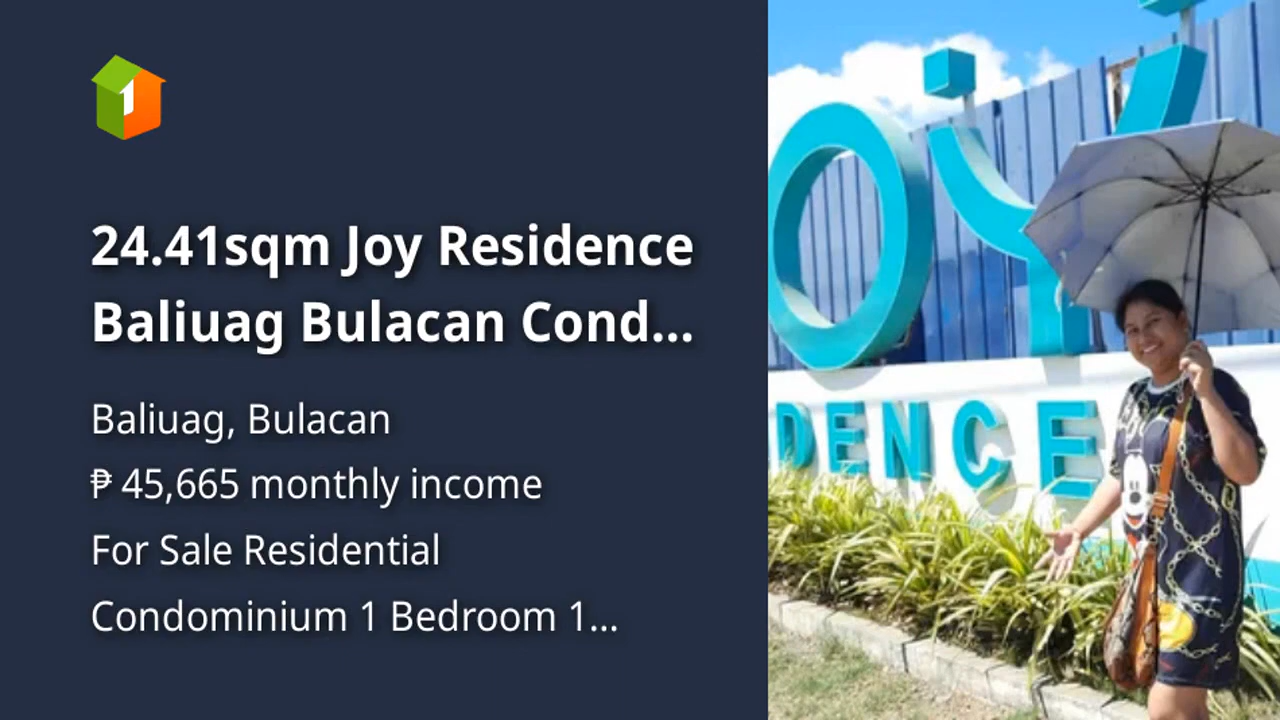 24.41sqm Joy Residence
Baliuag Bulacan Cond...
Baliuag, Bulacan
₱ 45,665 monthly income
For Sale Residential
Condominium 1 Bedroom 1...
OY
DENCE